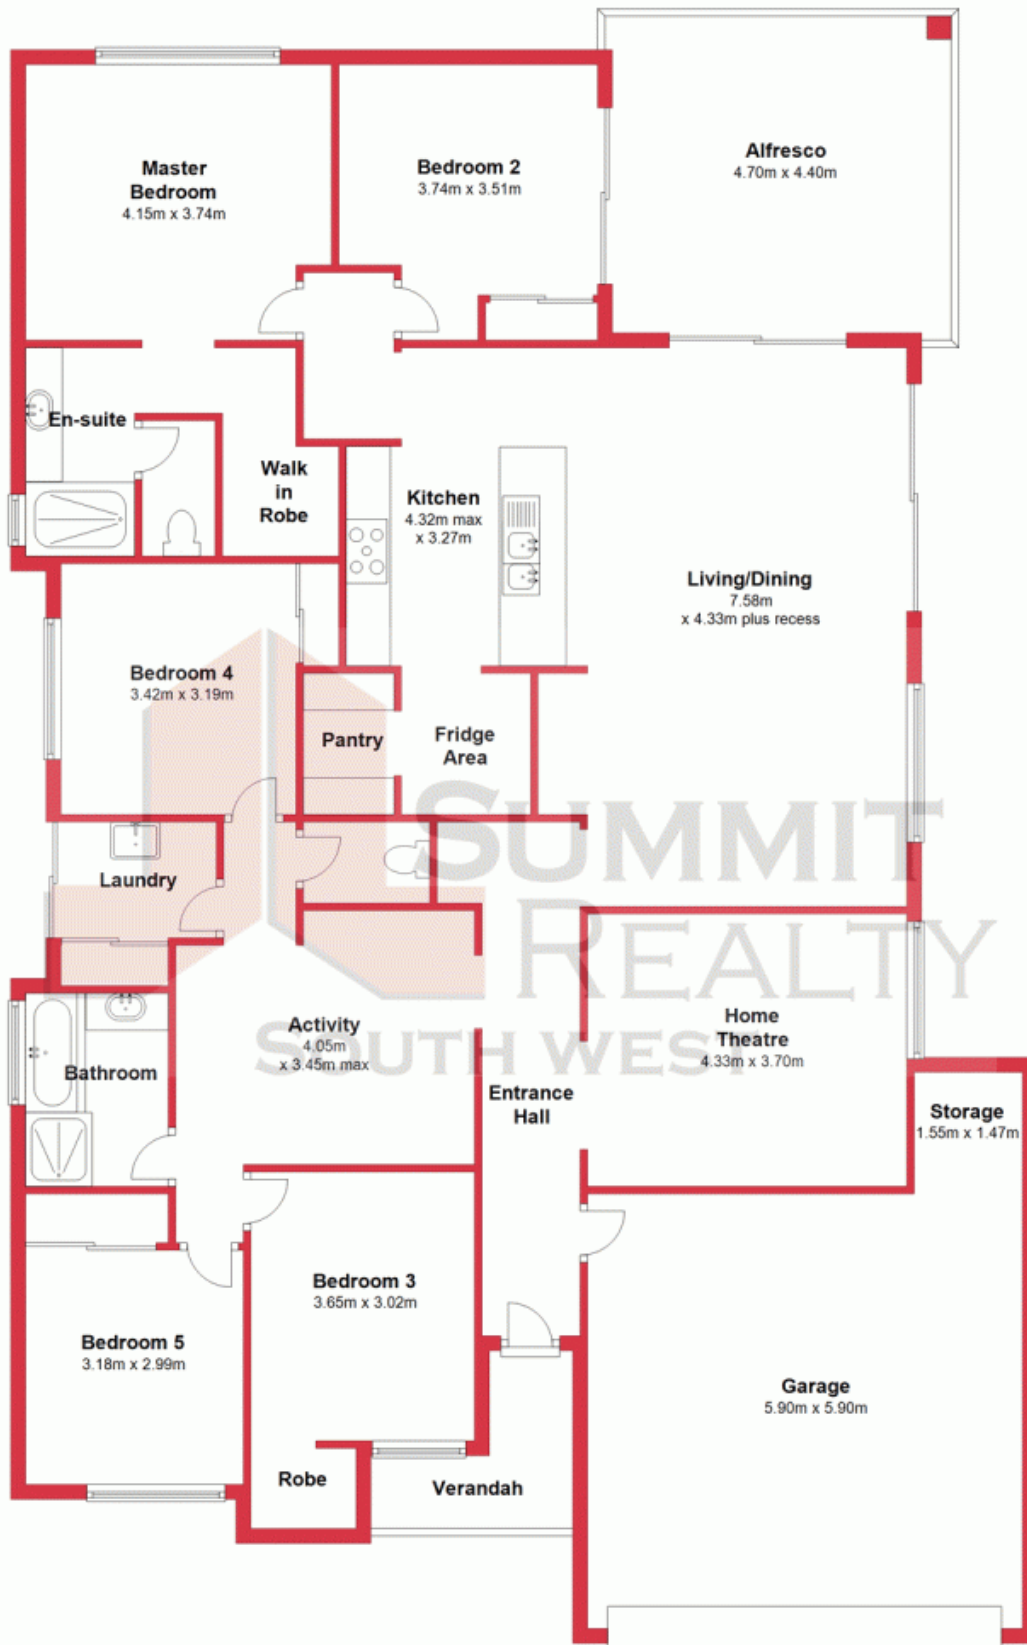 Master
Bedroom
4.15m x 3.74m
Bedroom 2
3.74m x 3.51m
Alfresco
4.70m x 4.40m
En-suite
Walk
in
Robe
Kitchen
4.32m max
x 3.27m
Living/Dining
7.58m
x 4.33m plus recess
Bedroom 4
3.42m x 3.19m
Pantry
Fridge
Area
Laundry
SUMMIT
REALTY
SOUTH WEST
Activity
4.05m
x 3.45m max
Home
Theatre
4.33m x 3.70m
Bathroom
Entrance
Hall
Storage
1.55m x 1.47m
Bedroom 3
3.65m x 3.02m
Bedroom 5
3.18m x 2.99m
Garage
5.90m x 5.90m
Robe
Verandah